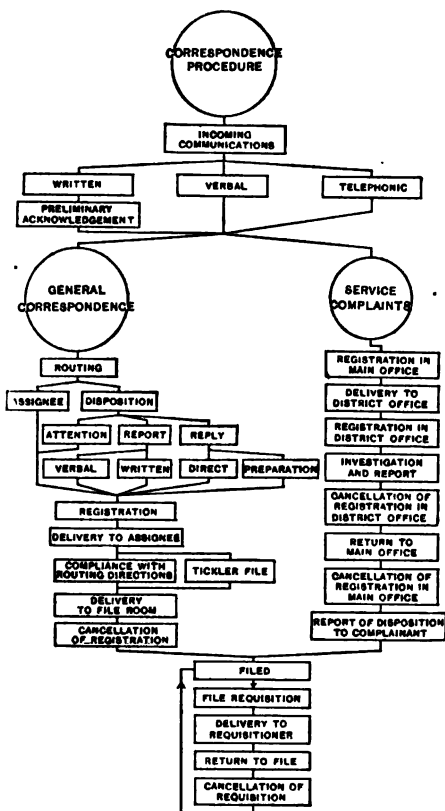 CORRESPONDENCE
PROCEDURE
INCOMING
COMMUNICATIONS
WRITTEN
VERBAL
TELEPHONIC
PRELIMINARY
ACKNOWLEDGEMENT
GENERAL
CORRESPONDENCE
SERVICE
COMPLAINTS
ROUTING
ASSIGNEE
DISPOSITION
ATTENTION
REPORT
REPLY
VERBAL
WRITTEN
DIRECT
PREPARATION
REGISTRATION
DELIVERY TO ASSIGNEE
COMPLIANCE WITH
ROUTING DIRECTIONS
TICKLER FILE
DELIVERY
TO FILE ROOM
CANCELLATION
OF REGISTRATION
REGISTRATION IN
MAIN OFFICE
DELIVERY TO
DISTRICT OFFICE
REGISTRATION IN
DISTRICT OFFICE
INVESTIGATION
AND REPORT
CANCELLATION OF
REGISTRATION IN
DISTRICT OFFICE
RETURN TO
MAIN OFFICE
CANCELLATION OF
REGISTRATION IN
MAIN OFFICE
REPORT OF DISPOSITION
TO COMPLAINANT
FILED
FILE REQUISITION
DELIVERY TO
REQUISITIONER
RETURN TO FILE
CANCELLATION OF
REQUISITION